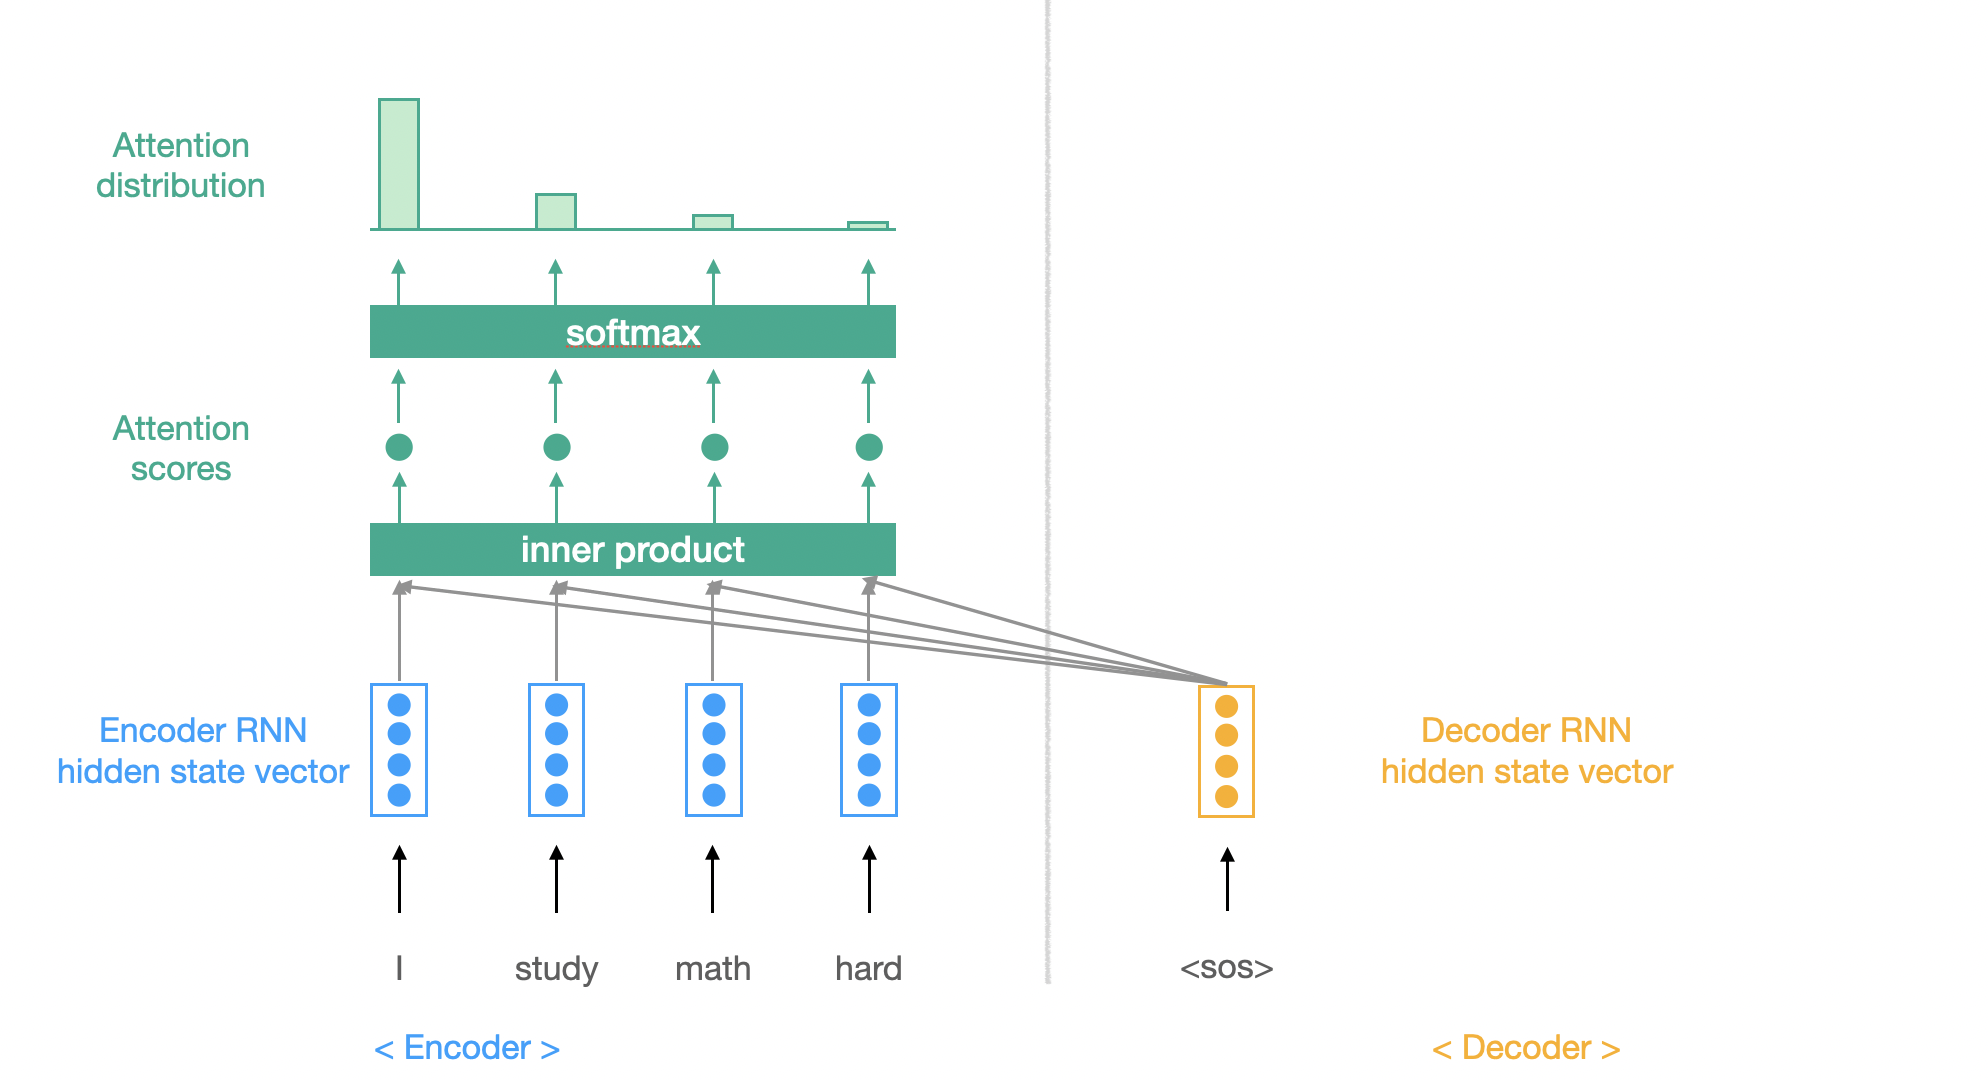 Attention
distribution
softmax
Attention
scores
inner product
Encoder RNN
hidden state vector
Decoder RNN
hidden state vector
I
study
math
hard
<sos>
< Encoder >
< Decoder >